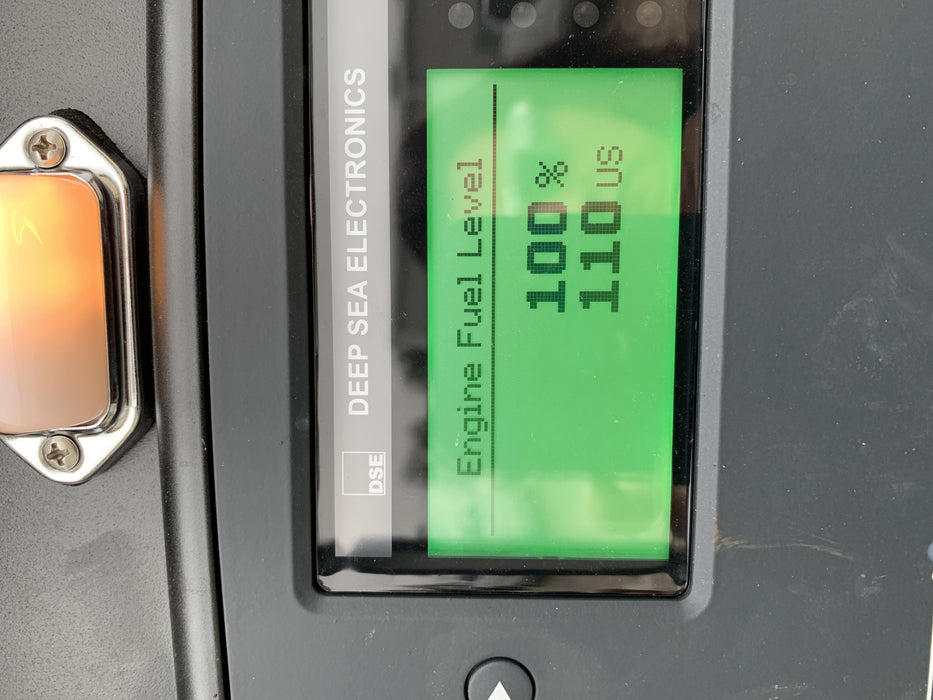 DSE DEEP SEA ELECTRONICS
Engine Fuel Level
100 %
110 US